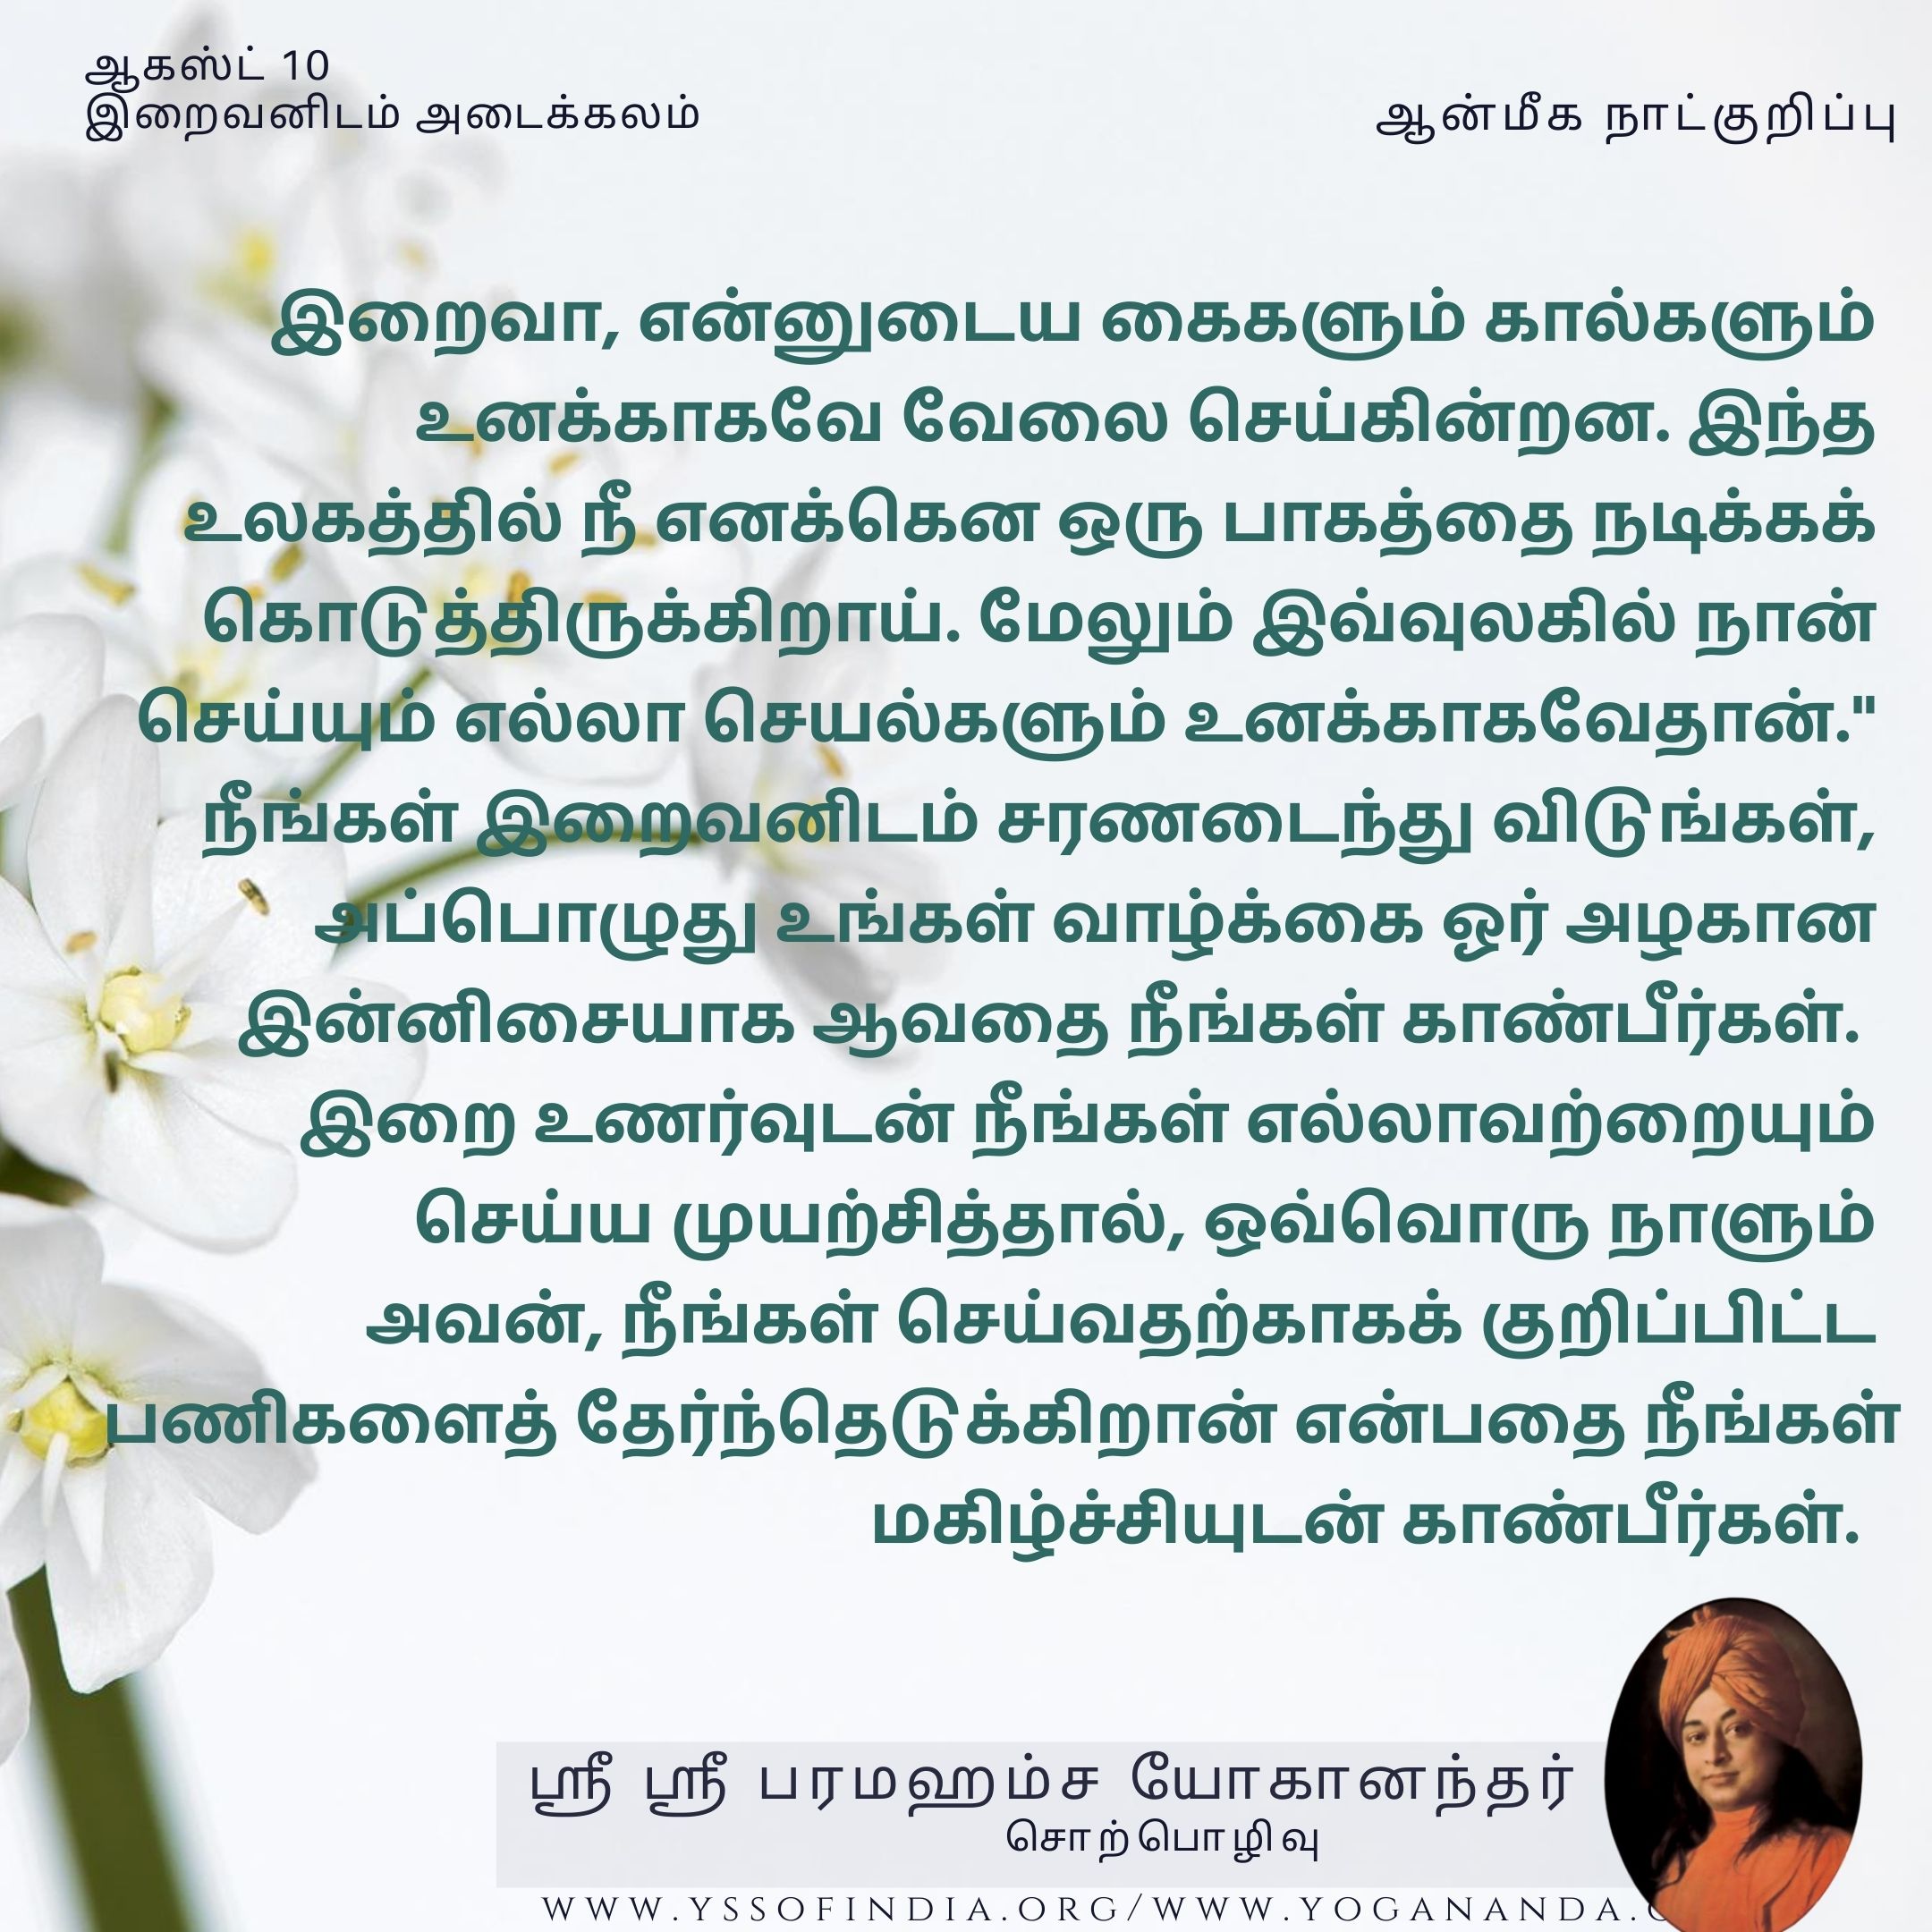 ஆகஸ்ட் 10
இறைவனிடம் அடைக்கலம்
ஆன்மீக நாட்குறிப்பு
இறைவா, என்னுடைய கைகளும் கால்களும்
உனக்காகவே வேலை செய்கின்றன. இந்த
உலகத்தில் நீ எனக்கென ஒரு பாகத்தை நடிக்கக்
கொடுத்திருக்கிறாய். மேலும் இவ்வுலகில் நான்
செய்யும் எல்லா செயல்களும் உனக்காகவேதான்."
நீங்கள் இறைவனிடம் சரணடைந்து விடுங்கள்,
அப்பொழுது உங்கள் வாழ்க்கை ஓர் அழகான
இன்னிசையாக ஆவதை நீங்கள் காண்பீர்கள்.
இறை உணர்வுடன் நீங்கள் எல்லாவற்றையும்
செய்ய முயற்சித்தால், ஒவ்வொரு நாளும்
அவன், நீங்கள் செய்வதற்காகக் குறிப்பிட்ட
பணிகளைத் தேர்ந்தெடுக்கிறான் என்பதை நீங்கள்
மகிழ்ச்சியுடன் காண்பீர்கள்.
ஸ்ரீ ஸ்ரீ பரமஹம்ச யோகானந்தர்
சொற்பொழிவு
WWW.YSSOFINDIA.ORG/WWW.YOGANANDA.